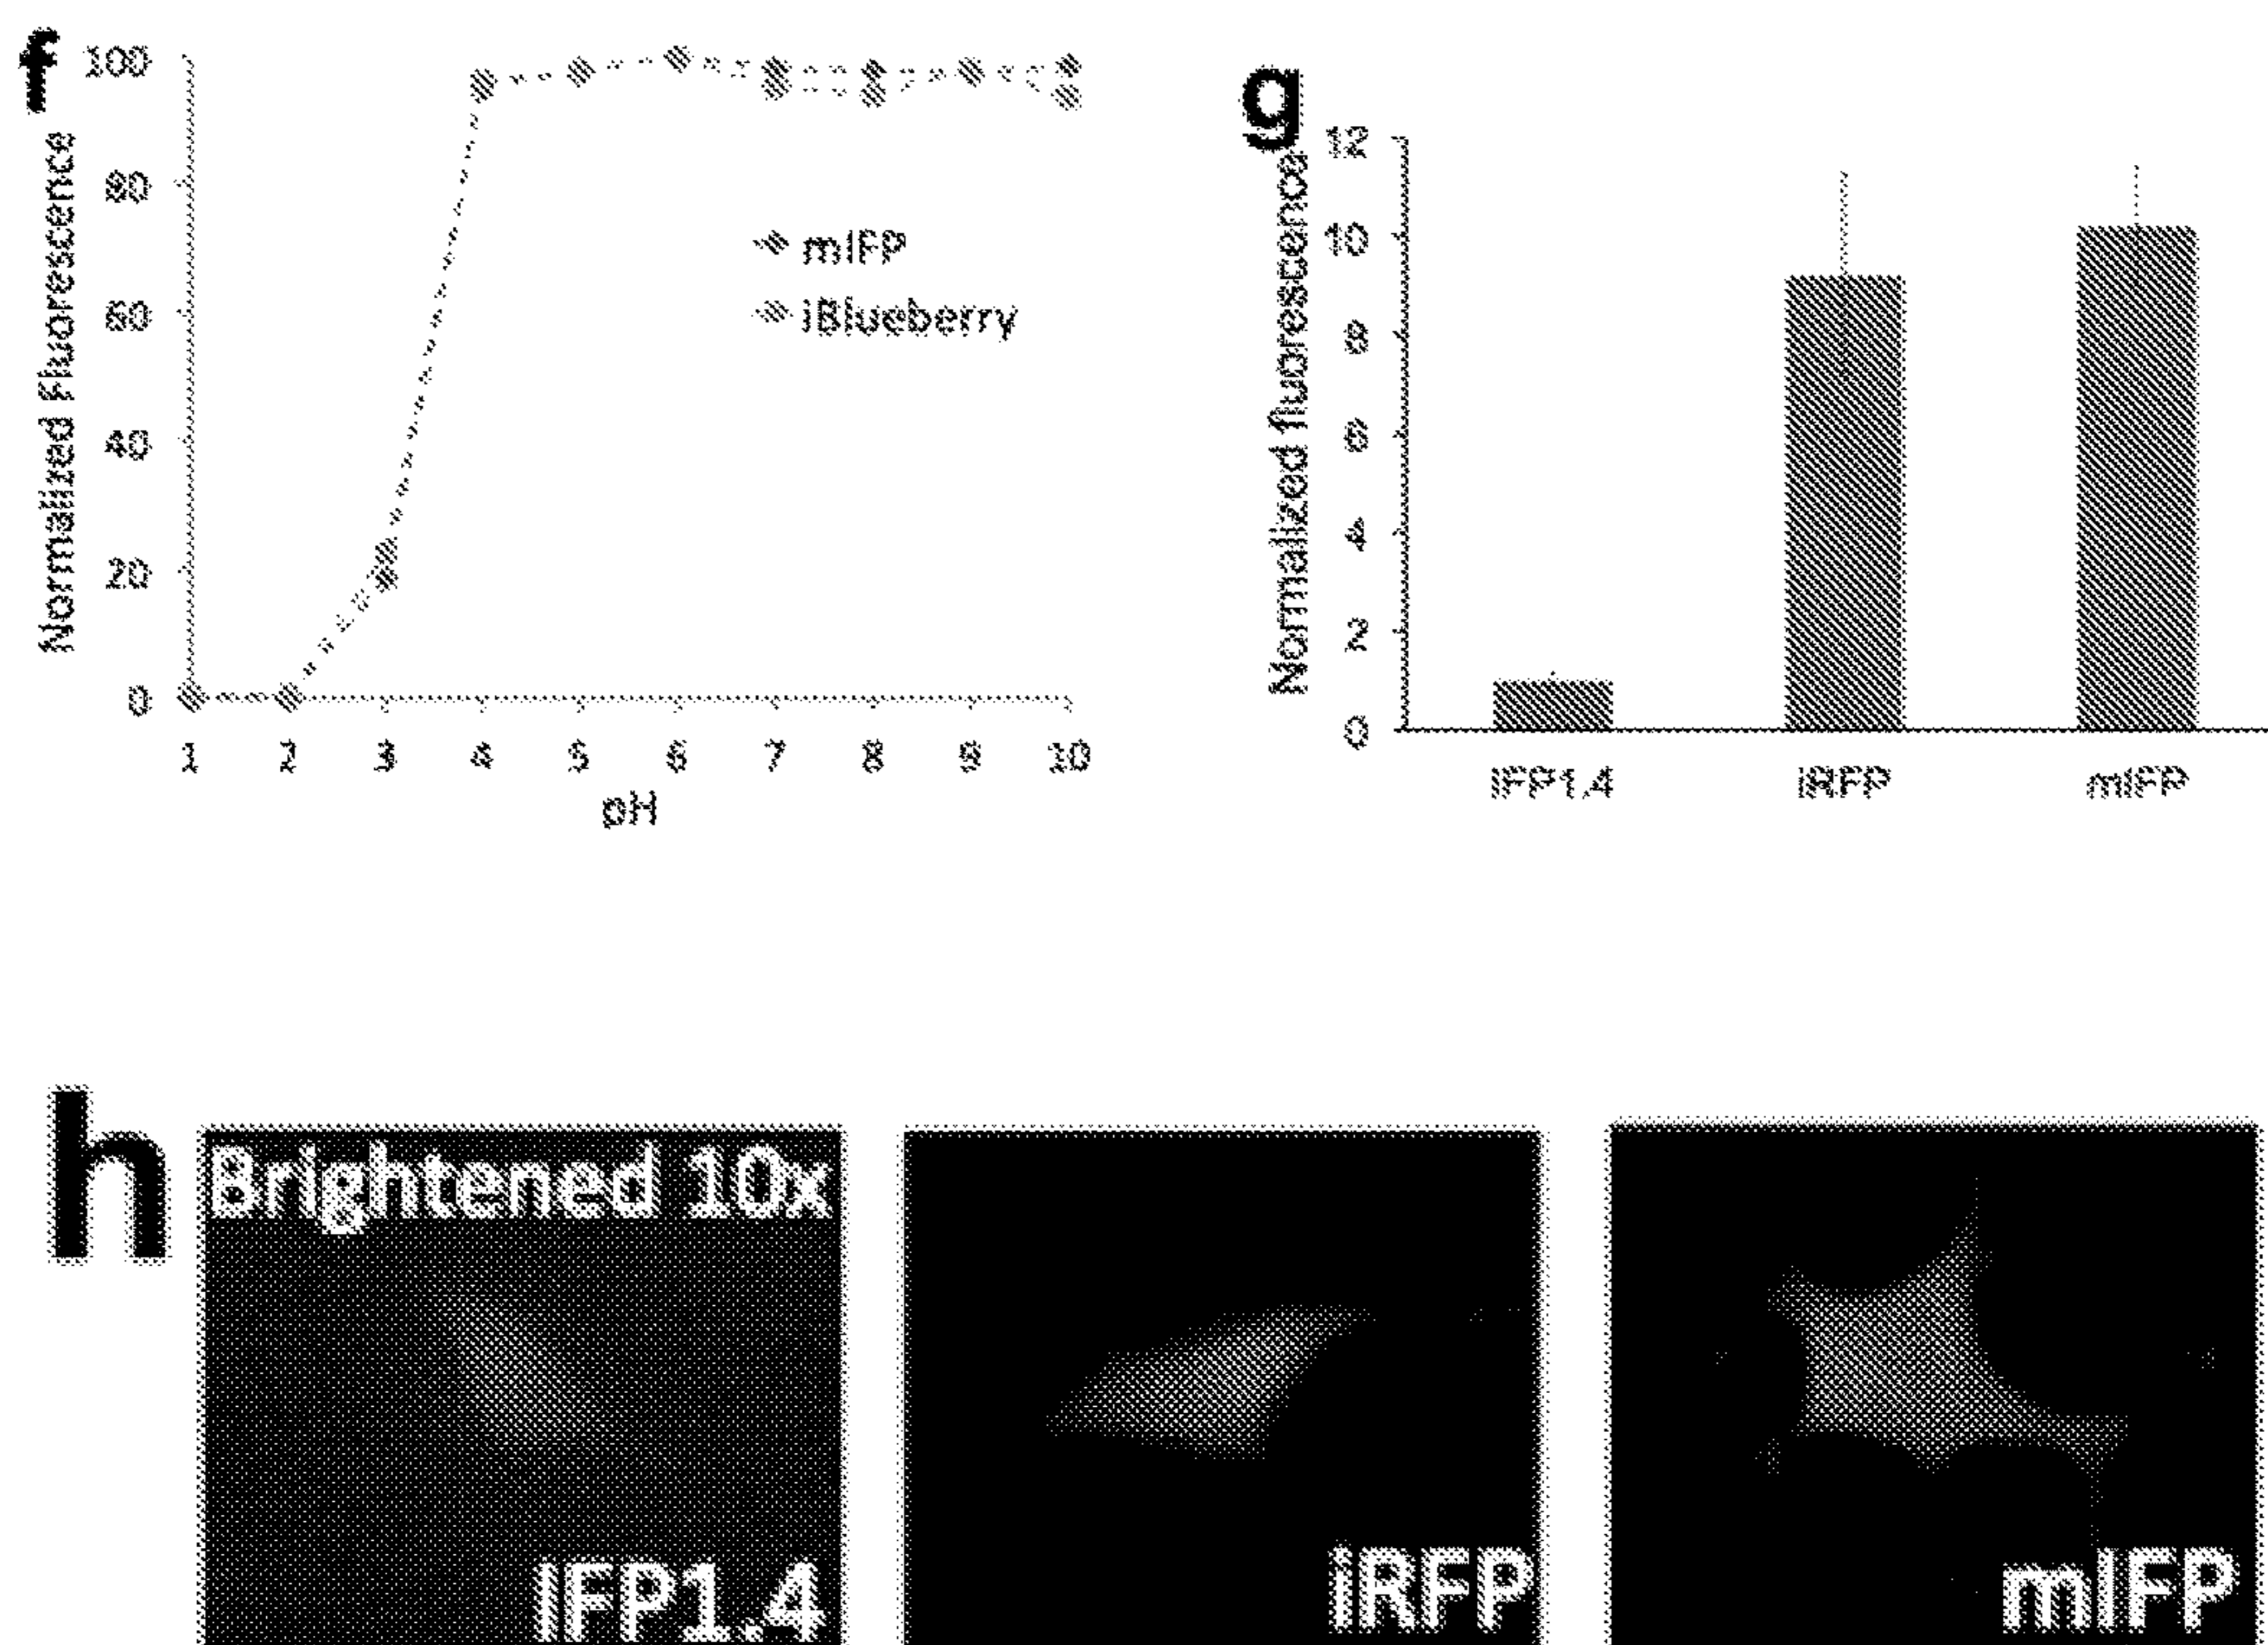 f
Normalized Fluorescence
100
80
60
40
20
0
1 2 3 4 5 6 7 8 9 10
pH
mIFP
iBlueberry
g
Normalized fluorescence
12
10
8
6
4
2
0
IFP1.4 iRFP mIFP
h
Brightened 10x
IFP1.4
iRFP
mIFP